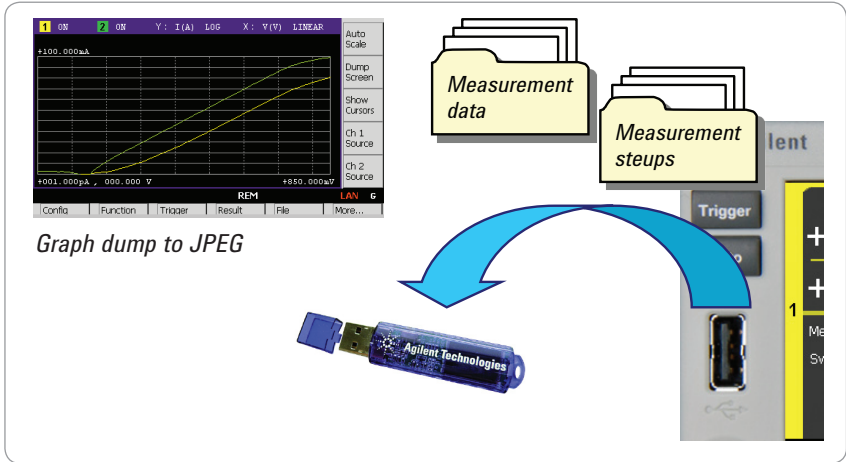 1 ON 2 ON Y: I(A) LOG X: V(V) LINEAR
+100.000mA
+001.000pA , 000.000 V +850.000mV
REM LAN G
Auto
Scale
Dump
Screen
Show
Cursors
Ch 1
Source
Ch 2
Source
Config Function Trigger Result File More...
Graph dump to JPEG
Measurement
data
Measurement
steups
lent
Trigger
o
+
+
1
Me
Sw
Agilent Technologies